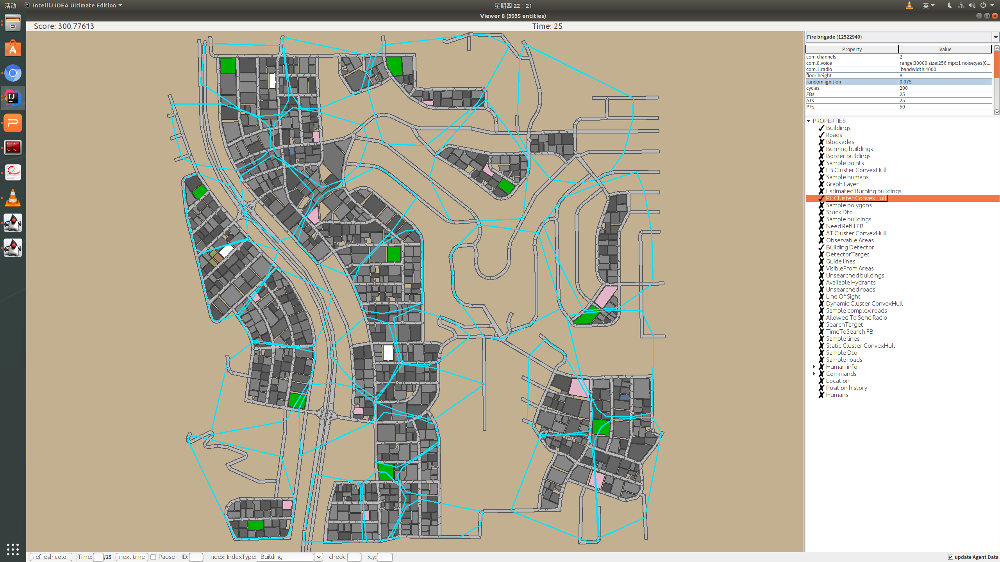 活动
IntelliJ IDEA Ultimate Edition
星期四 22：21
英
Viewer 8 (3935 entities)
Score: 300.77613
Time: 25
Fire brigade (12522940)
Property Value
com channels 2
com.0.voice range:30000 size:256 mpc:1 noise:yes(0....
com.1.radio bandwidth:4000
floor height 8
random ignition 0.075
cycles 200
FBs 25
ATs 25
PFs 50
PROPERTIES
Buildings
Roads
Blockades
Burning buildings
Border buildings
Sample points
FB Cluster ConvexHull
Sample humans
Graph Layer
Estimated Burning buildings
PF Cluster ConvexHull
Sample polygons
Stuck Dto
Sample buildings
Need Refill FB
AT Cluster ConvexHull
Observable Areas
Building Detector
DetectorTarget
Guide lines
VisibleFrom Areas
Unsearched buildings
Available Hydrants
Unsearched roads
Line Of Sight
Dynamic Cluster ConvexHull
Sample complex roads
Allowed To Send Radio
SearchTarget
TimeToSearch FB
Sample lines
Static Cluster ConvexHull
Sample Dto
Sample roads
Human info
Commands
Location
Position history
Humans
refresh color Time: /25 next time Pause ID: Index: IndexType: Building check: x,y: update Agent Data